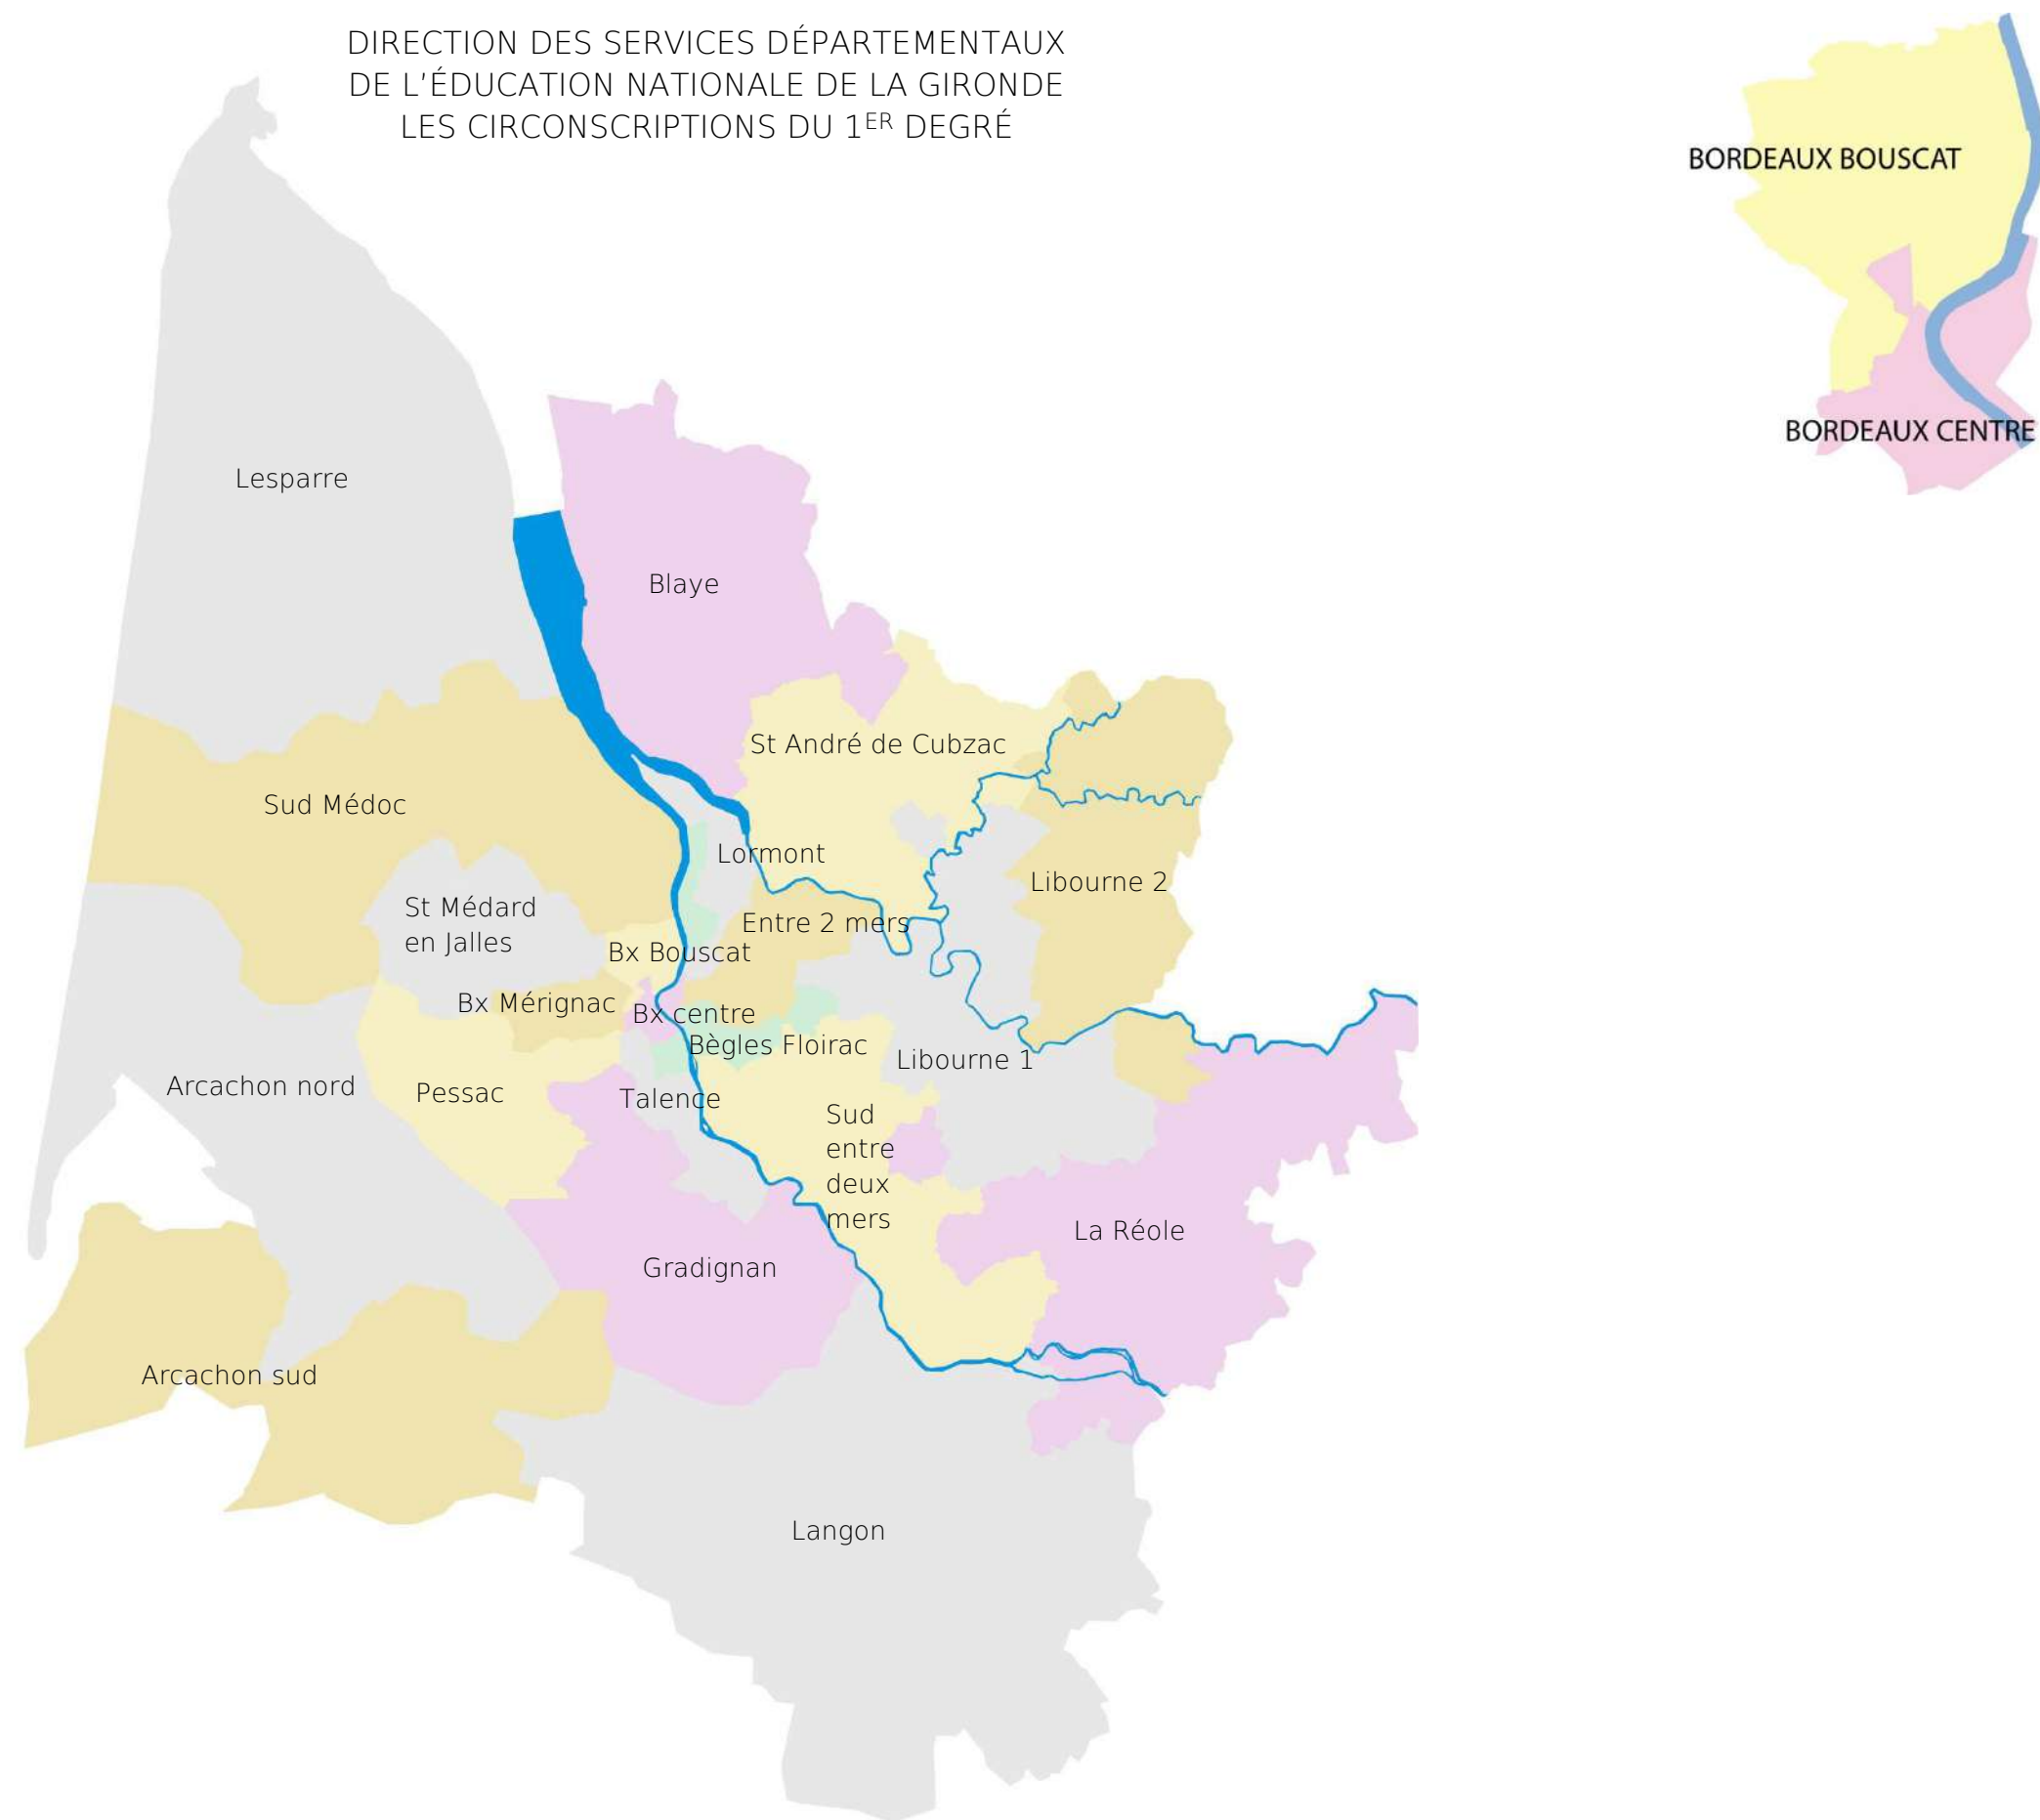 DIRECTION DES SERVICES DÉPARTEMENTAUX
DE L'ÉDUCATION NATIONALE DE LA GIRONDE
LES CIRCONSCRIPTIONS DU 1ER DEGRÉ
BORDEAUX BOUSCAT
BORDEAUX CENTRE
Lesparre
Blaye
St André de Cubzac
Sud Médoc
Lormont
Libourne 2
St Médard
en Jalles
Entre 2 mers
Bx Bouscat
Bx Mérignac
Bx centre
Bègles Floirac
Libourne 1
Arcachon nord
Pessac
Talence
Sud
entre
deux
mers
La Réole
Gradignan
Arcachon sud
Langon